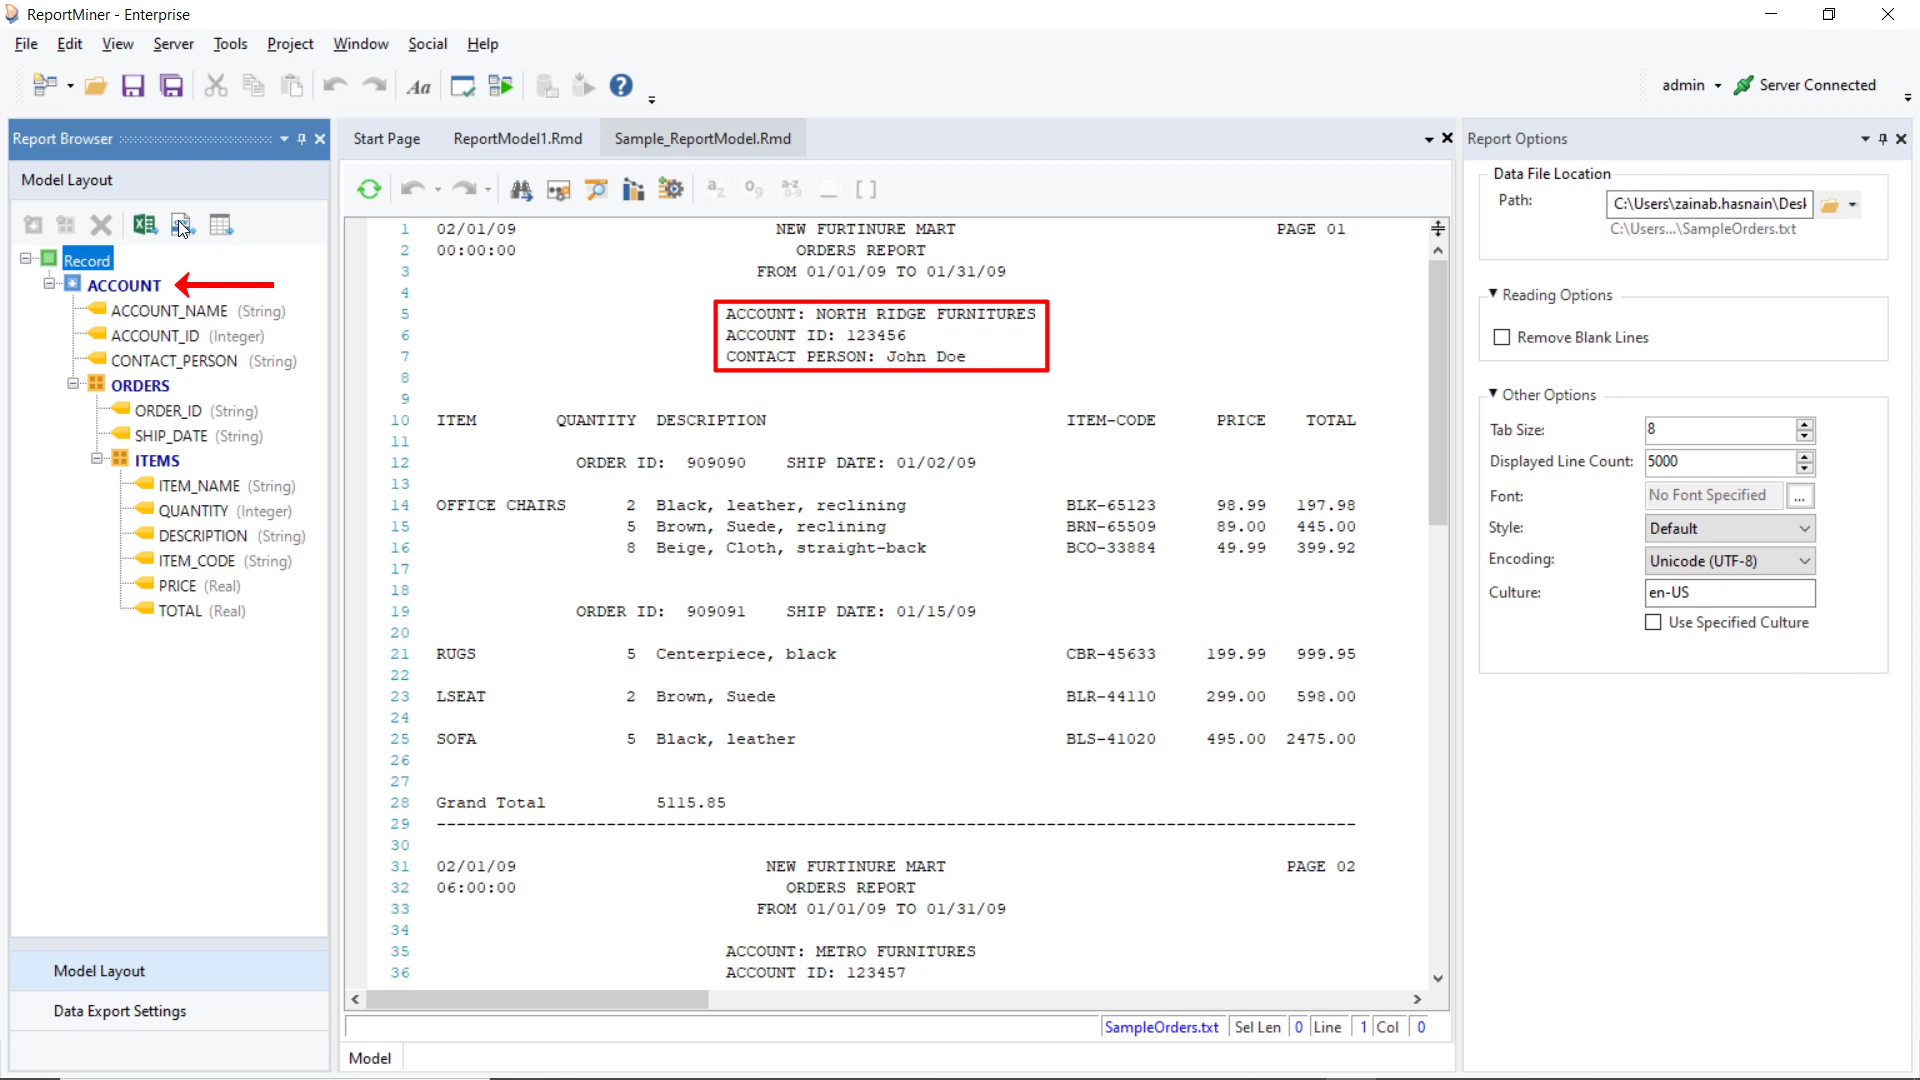 ReportMiner - Enterprise
File Edit View Server Tools Project Window Social Help
Aa
admin Server Connected
Report Browser
Model Layout
Record
ACCOUNT
ACCOUNT_NAME (String)
ACCOUNT_ID (Integer)
CONTACT_PERSON (String)
ORDERS
ORDER_ID (String)
SHIP_DATE (String)
ITEMS
ITEM_NAME (String)
QUANTITY (Integer)
DESCRIPTION (String)
ITEM_CODE (String)
PRICE (Real)
TOTAL (Real)
Model Layout
Data Export Settings
Start Page ReportModel1.Rmd Sample_ReportModel.Rmd
1 02/01/09 NEW FURTINURE MART PAGE 01
2 00:00:00 ORDERS REPORT
3 FROM 01/01/09 TO 01/31/09
4
5 ACCOUNT: NORTH RIDGE FURNITURES
6 ACCOUNT ID: 123456
7 CONTACT PERSON: John Doe
8
9
10 ITEM QUANTITY DESCRIPTION ITEM-CODE PRICE TOTAL
11
12 ORDER ID: 909090 SHIP DATE: 01/02/09
13
14 OFFICE CHAIRS 2 Black, leather, reclining BLK-65123 98.99 197.98
15 5 Brown, Suede, reclining BRN-65509 89.00 445.00
16 8 Beige, Cloth, straight-back BCO-33884 49.99 399.92
17
18
19 ORDER ID: 909091 SHIP DATE: 01/15/09
20
21 RUGS 5 Centerpiece, black CBR-45633 199.99 999.95
22
23 LSEAT 2 Brown, Suede BLR-44110 299.00 598.00
24
25 SOFA 5 Black, leather BLS-41020 495.00 2475.00
26
27
28 Grand Total 5115.85
29 --------------------------------------------------------------------------------------------
30
31 02/01/09 NEW FURTINURE MART PAGE 02
32 06:00:00 ORDERS REPORT
33 FROM 01/01/09 TO 01/31/09
34
35 ACCOUNT: METRO FURNITURES
36 ACCOUNT ID: 123457
SampleOrders.txt Sel Len 0 Line 1 Col 0
Model
Report Options
Data File Location
Path: C:\Users\zainab.hasnain\Desl
C:\Users...\SampleOrders.txt
Reading Options
Remove Blank Lines
Other Options
Tab Size: 8
Displayed Line Count: 5000
Font: No Font Specified ...
Style: Default
Encoding: Unicode (UTF-8)
Culture: en-US
Use Specified Culture